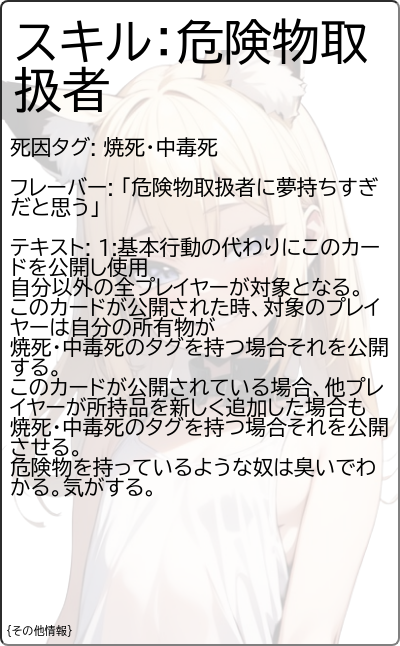 スキル：危険物取
扱者
死因タグ: 焼死・中毒死
フレーバー: 「危険物取扱者に夢持ちすぎ
だと思う」
テキスト: 1:基本行動の代わりにこのカー
ドを公開し使用
自分以外の全プレイヤーが対象となる。
このカードが公開された時、対象のプレイ
ヤーは自分の所有物が
焼死・中毒死のタグを持つ場合それを公開
する。
このカードが公開されている場合、他プレ
イヤーが所持品を新しく追加した場合も
焼死・中毒死のタグを持つ場合それを公開
させる。
危険物を持っているような奴は臭いでわ
かる。気がする。
{その他情報}